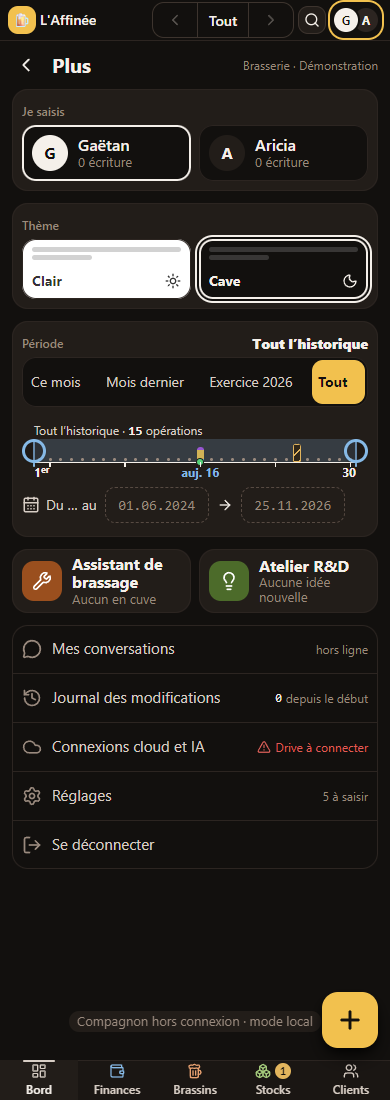 L'Affinée
Tout
G A
Plus
Brasserie · Démonstration
Je saisis
G Gaëtan
0 écriture
A Aricia
0 écriture
Thème
Clair
Cave
Période
Tout l'historique
Ce mois
Mois dernier
Exercice 2026
Tout
Tout l'historique · 15 opérations
1er
auj. 16
30
Du ... au
01.06.2024
25.11.2026
Assistant de
brassage
Aucun en cuve
Atelier R&D
Aucune idée
nouvelle
Mes conversations
hors ligne
Journal des modifications
0 depuis le début
Connexions cloud et IA
Drive à connecter
Réglages
5 à saisir
Se déconnecter
Compagnon hors connexion · mode local
Bord
Finances
Brassins
Stocks
1
Clients